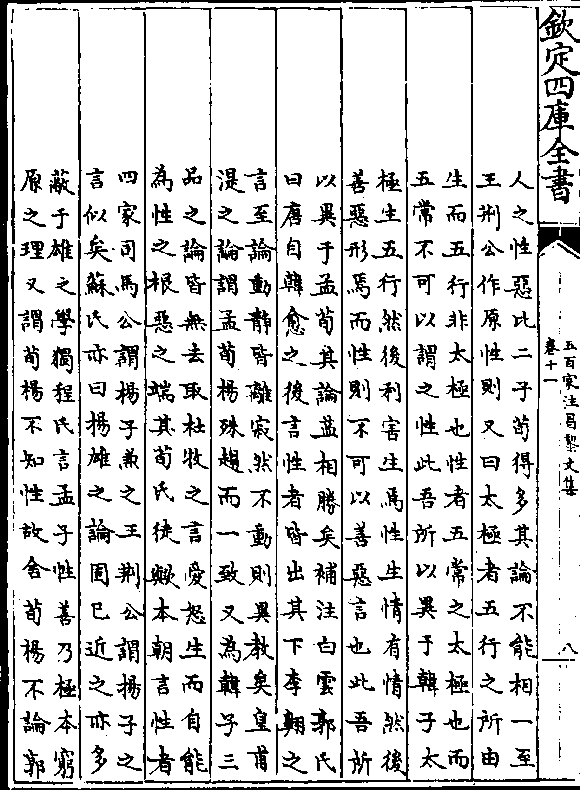 欽定四庫全書
五百家注昌黎文集
卷十一
八
人之性惡比二子荀得多其論不能相一至
王荆公作原性則又曰太極者五行之所由
生而五行非太極也性者五常之太極也而
五常不可以謂之性此吾所以異于韓子太
極生五行然後利害生焉性生情有情然後
善惡形焉而性則不可以善惡言也此吾所
以異于孟荀其論益相勝矣補注白雲郭氏
曰唐自韓愈之後言性者皆出其下李翺之
言至論動静皆離寂然不動則異教矣皇甫
湜之論謂孟荀楊殊趨而一致又為韓子三
品之論皆無去取杜牧之言愛怒生而自能
為性之根惡之端其荀氏徒歟本朝言性者
四家司馬公謂楊子兼之王荆公謂揚子之
言似矣蘇氏亦曰揚雄之論固已近之亦多
蔽于雄之學獨程氏言孟子性善乃極本窮
原之理又謂荀楊不知性故舍荀楊不論郭